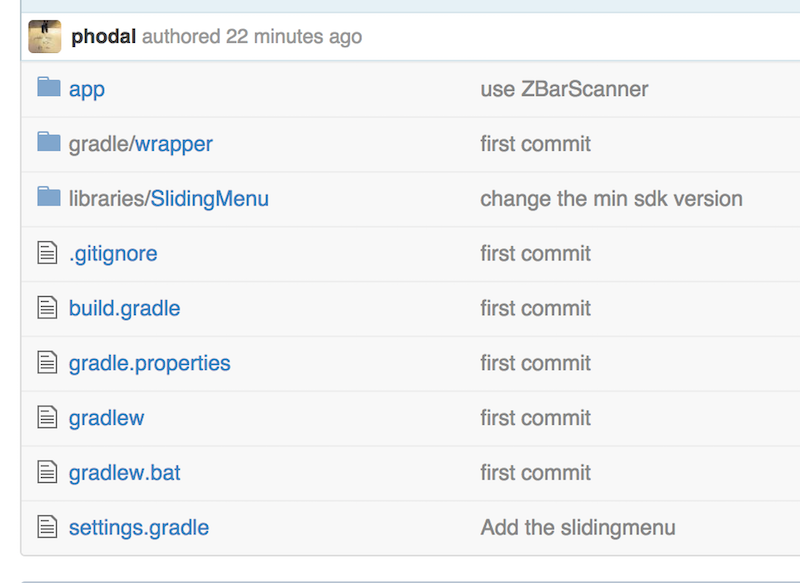 phodal authored 22 minutes ago
app use ZBarScanner
gradle/wrapper first commit
libraries/SlidingMenu change the min sdk version
.gitignore first commit
build.gradle first commit
gradle.properties first commit
gradlew first commit
gradlew.bat first commit
settings.gradle Add the slidingmenu